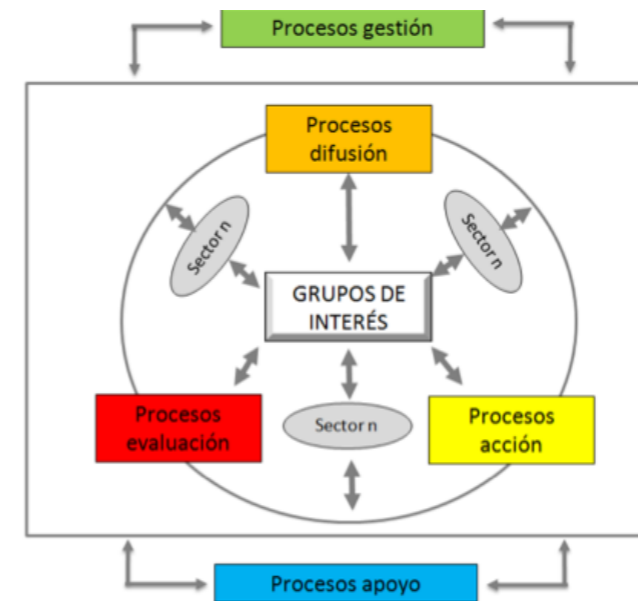 Procesos gestión
Procesos
difusión
Sector n
Sector n
GRUPOS DE
INTERÉS
Procesos
evaluación
Sector n
Procesos
acción
Procesos apoyo